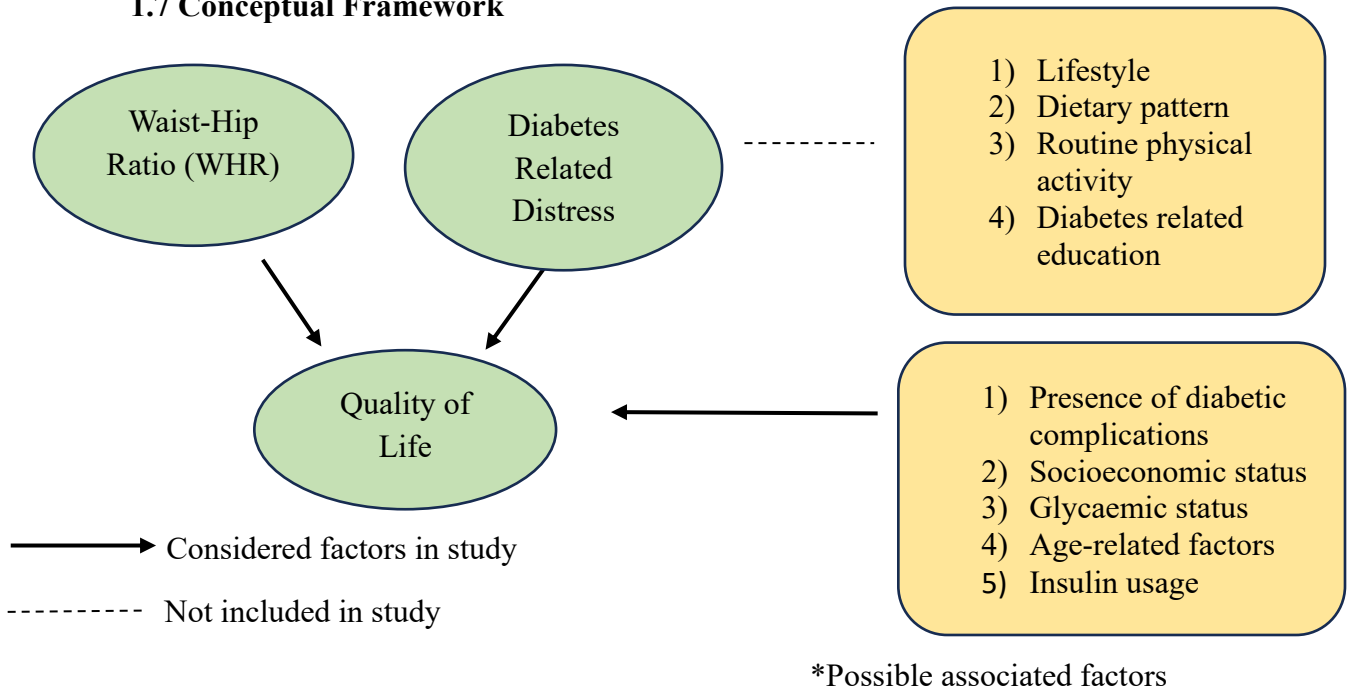 1.7 Conceptual Framework
Waist-Hip
Ratio (WHR)
Diabetes
Related
Distress
1) Lifestyle
2) Dietary pattern
3) Routine physical
activity
4) Diabetes related
education
Quality of
Life
1) Presence of diabetic
complications
2) Socioeconomic status
3) Glycaemic status
4) Age-related factors
5) Insulin usage
Considered factors in study
Not included in study
*Possible associated factors